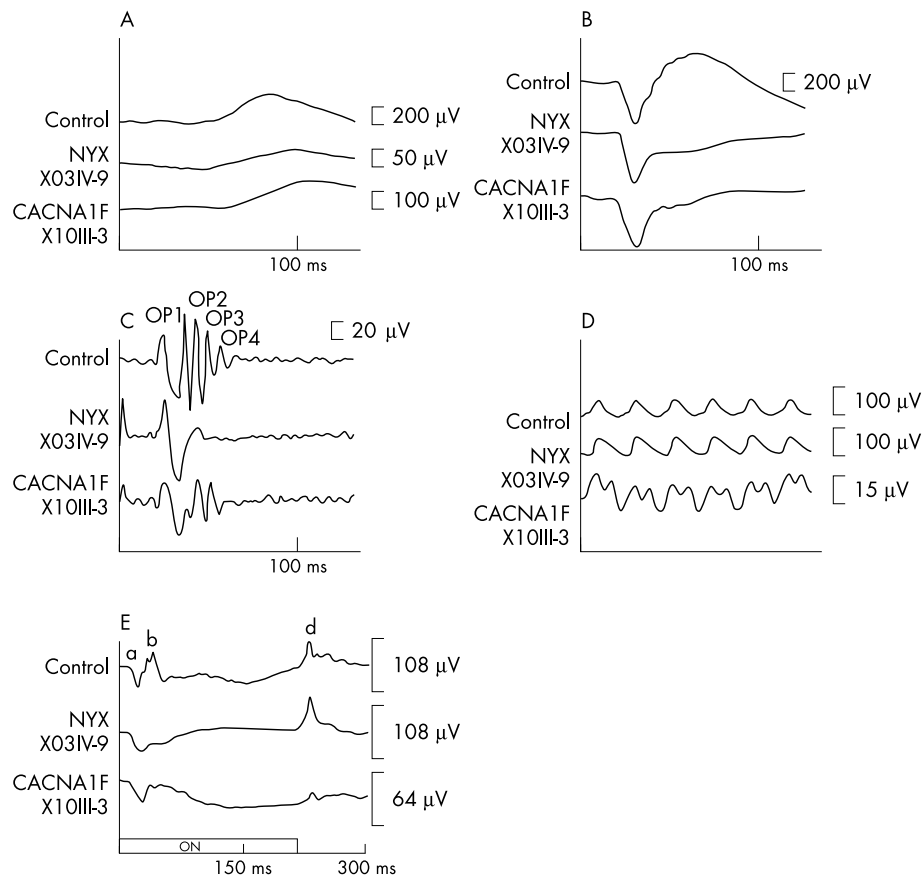 A
Control
200 µV
NYX
X03IV-9
50 µV
CACNA1F
X10III-3
100 µV
100 ms
B
Control
200 µV
NYX
X03IV-9
CACNA1F
X10III-3
100 ms
C
OP1
OP2
OP3
OP4
20 µV
Control
NYX
X03IV-9
CACNA1F
X10III-3
100 ms
D
Control
100 µV
NYX
X03IV-9
100 µV
CACNA1F
X10III-3
15 µV
E
a
b
d
Control
108 µV
NYX
X03IV-9
108 µV
CACNA1F
X10III-3
64 µV
ON
150 ms
300 ms